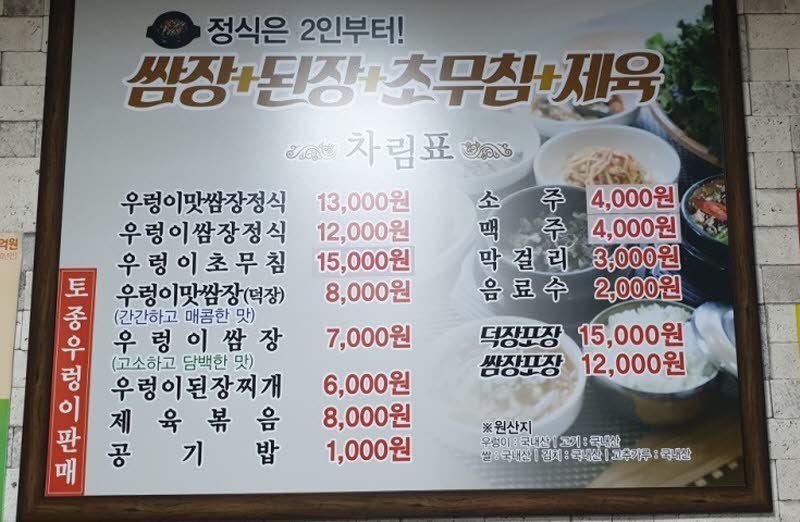 정식은 2인부터!
쌈장+된장+초무침+제육
차림표
우렁이맛쌈장정식 13,000원
우렁이쌈장정식 12,000원
우렁이초무침 15,000원
우렁이맛쌈장(덕장) 8,000원
(간간하고 매콤한 맛)
우렁이쌈장 7,000원
(고소하고 담백한 맛)
우렁이된장찌개 6,000원
제육볶음 8,000원
공기밥 1,000원
소주 4,000원
맥주 4,000원
막걸리 3,000원
음료수 2,000원
덕장포장 15,000원
쌈장포장 12,000원
※원산지
우렁이 : 국내산 | 고기 : 국내산
쌀 : 국내산 | 김치 : 국내산 | 고추가루 : 국내산
토종우렁이판매
억원